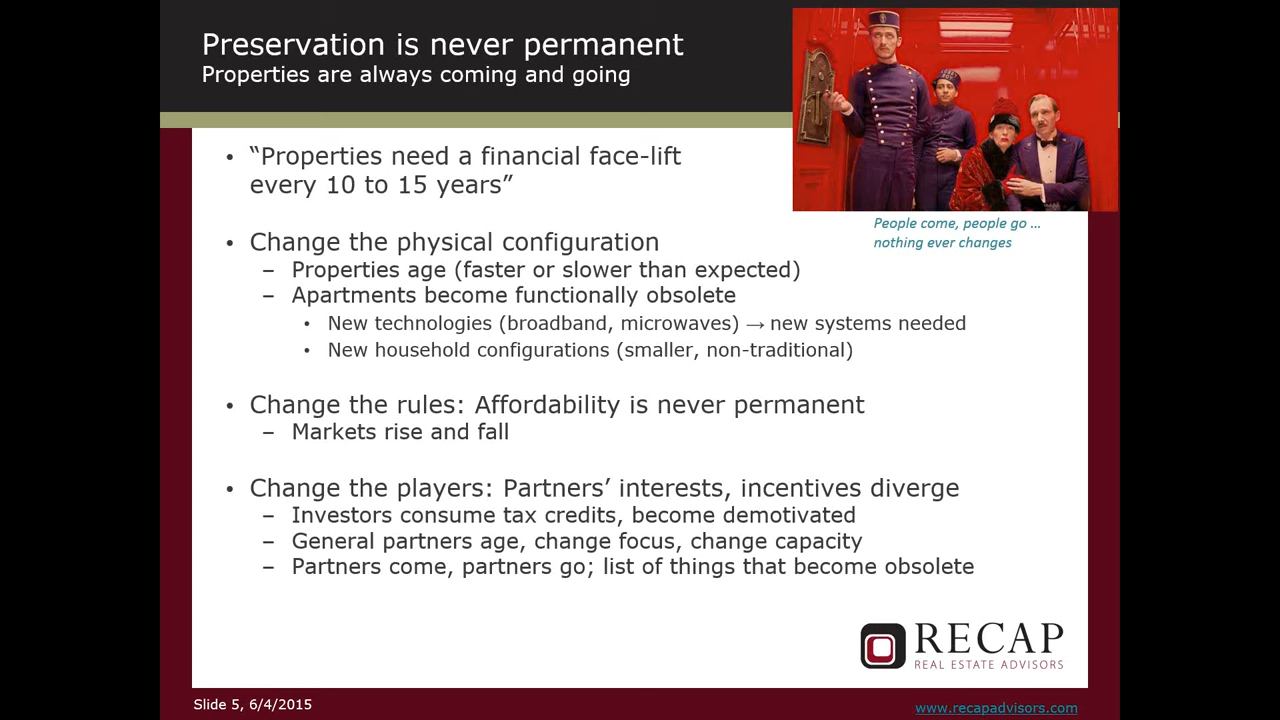 Preservation is never permanent
Properties are always coming and going
• “Properties need a financial face-lift
every 10 to 15 years”
People come, people go …
nothing ever changes
• Change the physical configuration
– Properties age (faster or slower than expected)
– Apartments become functionally obsolete
• New technologies (broadband, microwaves) → new systems needed
• New household configurations (smaller, non-traditional)
• Change the rules: Affordability is never permanent
– Markets rise and fall
• Change the players: Partners’ interests, incentives diverge
– Investors consume tax credits, become demotivated
– General partners age, change focus, change capacity
– Partners come, partners go; list of things that become obsolete
RECAP
REAL ESTATE ADVISORS
Slide 5, 6/4/2015
www.recapadvisors.com